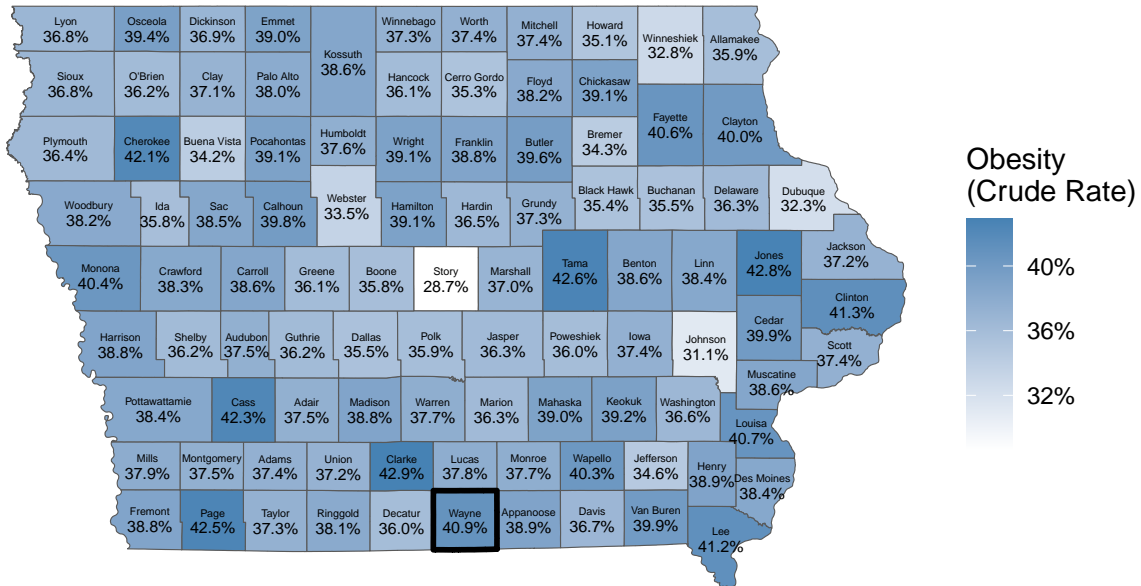 Lyon
36.8%
Osceola
39.4%
Dickinson
36.9%
Emmet
39.0%
Kossuth
38.6%
Winnebago
37.3%
Worth
37.4%
Mitchell
37.4%
Howard
35.1%
Winneshiek
32.8%
Allamakee
35.9%
Sioux
36.8%
O'Brien
36.2%
Clay
37.1%
Palo Alto
38.0%
Hancock
36.1%
Cerro Gordo
35.3%
Floyd
38.2%
Chickasaw
39.1%
Fayette
40.6%
Clayton
40.0%
Plymouth
36.4%
Cherokee
42.1%
Buena Vista
34.2%
Pocahontas
39.1%
Humboldt
37.6%
Wright
39.1%
Franklin
38.8%
Butler
39.6%
Bremer
34.3%
Woodbury
38.2%
Ida
35.8%
Sac
38.5%
Calhoun
39.8%
Webster
33.5%
Hamilton
39.1%
Hardin
36.5%
Grundy
37.3%
Black Hawk
35.4%
Buchanan
35.5%
Delaware
36.3%
Dubuque
32.3%
Monona
40.4%
Crawford
38.3%
Carroll
38.6%
Greene
36.1%
Boone
35.8%
Story
28.7%
Marshall
37.0%
Tama
42.6%
Benton
38.6%
Linn
38.4%
Jones
42.8%
Jackson
37.2%
Clinton
41.3%
Harrison
38.8%
Shelby
36.2%
Audubon
37.5%
Guthrie
36.2%
Dallas
35.5%
Polk
35.9%
Jasper
36.3%
Poweshiek
36.0%
Iowa
37.4%
Johnson
31.1%
Cedar
39.9%
Scott
37.4%
Muscatine
38.6%
Pottawattamie
38.4%
Cass
42.3%
Adair
37.5%
Madison
38.8%
Warren
37.7%
Marion
36.3%
Mahaska
39.0%
Keokuk
39.2%
Washington
36.6%
Louisa
40.7%
Mills
37.9%
Montgomery
37.5%
Adams
37.4%
Union
37.2%
Clarke
42.9%
Lucas
37.8%
Monroe
37.7%
Wapello
40.3%
Jefferson
34.6%
Henry
38.9%
Des Moines
38.4%
Fremont
38.8%
Page
42.5%
Taylor
37.3%
Ringgold
38.1%
Decatur
36.0%
Wayne
40.9%
Appanoose
38.9%
Davis
36.7%
Van Buren
39.9%
Lee
41.2%
Obesity
(Crude Rate)
40%
36%
32%